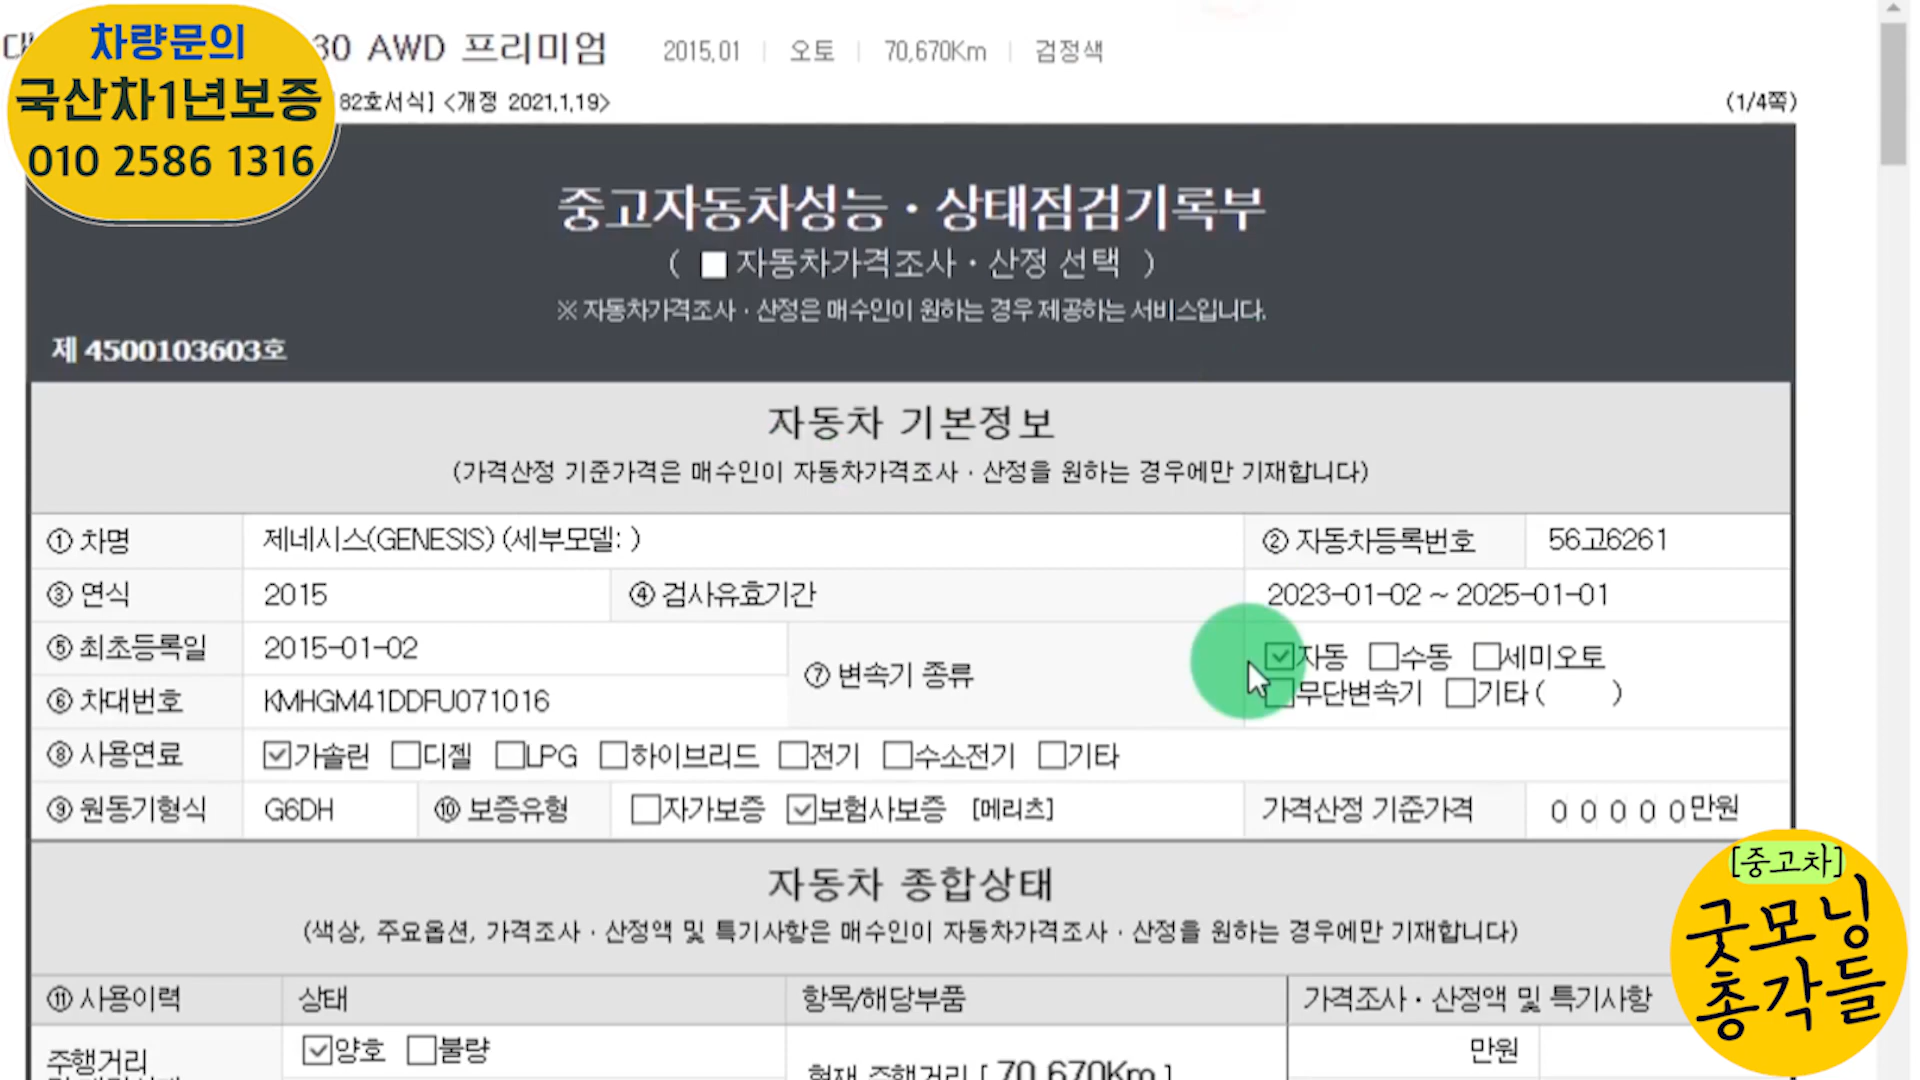 차량문의
국산차1년보증
010 2586 1316
30 AWD 프리미엄 2015,01 | 오토 | 70,670Km | 검정색
82호서식] <개정 2021,1,19> (1/4쪽)
중고자동차성능 · 상태점검기록부
( 자동차가격조사 · 산정 선택 )
※ 자동차가격조사 · 산정은 매수인이 원하는 경우 제공하는 서비스입니다.
제 4500103603호
자동차 기본정보
(가격산정 기준가격은 매수인이 자동차가격조사 · 산정을 원하는 경우에만 기재합니다)
① 차명 제네시스(GENESIS) (세부모델: ) ② 자동차등록번호 56고6261
③ 연식 2015 ④ 검사유효기간 2023-01-02 ~ 2025-01-01
⑤ 최초등록일 2015-01-02 ⑦ 변속기 종류 ☑자동 □수동 □세미오토
⑥ 차대번호 KMHGM41DDFU071016 □무단변속기 □기타 ( )
⑧ 사용연료 ☑가솔린 □디젤 □LPG □하이브리드 □전기 □수소전기 □기타
⑨ 원동기형식 G6DH ⑩ 보증유형 □자가보증 ☑보험사보증 [메리츠] 가격산정 기준가격 0 0 0 0 0만원
자동차 종합상태
(색상, 주요옵션, 가격조사 · 산정액 및 특기사항은 매수인이 자동차가격조사 · 산정을 원하는 경우에만 기재합니다)
⑪ 사용이력 상태 항목/해당부품 가격조사 · 산정액 및 특기사항
주행거리 ☑양호 □불량 현재 주행거리 [ 70,670Km ] 만원
[중고차]
굿모닝
총각들